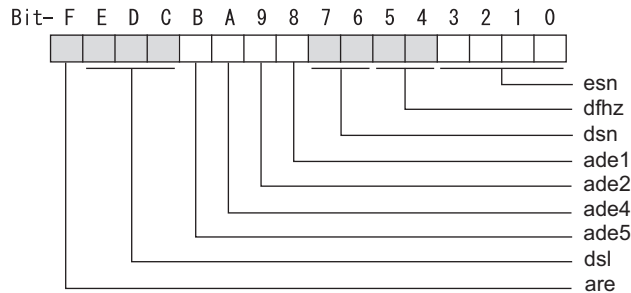 Bit- F E D C B A 9 8 7 6 5 4 3 2 1 0
esn
dfhz
dsn
ade1
ade2
ade4
ade5
dsl
are